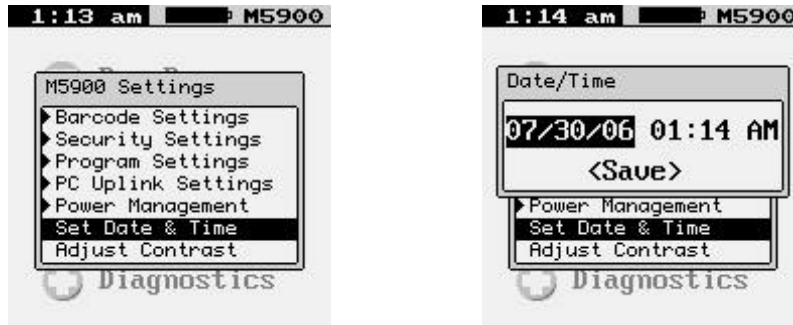 1:13 am M5900
M5900 Settings
Barcode Settings
Security Settings
Program Settings
PC Uplink Settings
Power Management
Set Date & Time
Adjust Contrast
Diagnostics
1:14 am M5900
Date/Time
07/30/06 01:14 AM
<Save>
Power Management
Set Date & Time
Adjust Contrast
Diagnostics